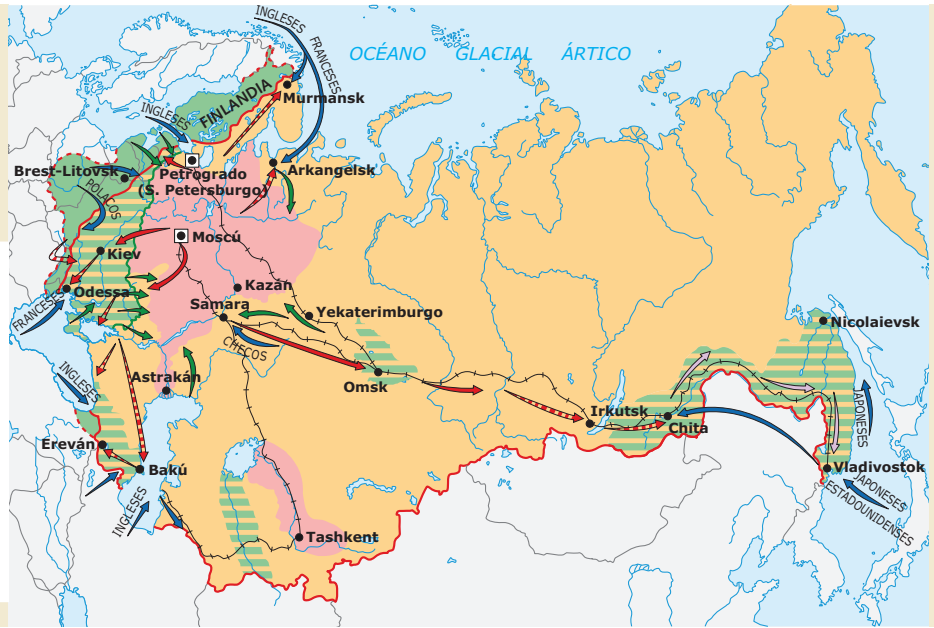 INGLESES
FRANCESES
OCÉANO GLACIAL ÁRTICO
FINLANDIA
Murmansk
INGLESES
Brest-Litovsk
Petrogrado
(S. Petersburgo)
Arkangelsk
POLACOS
Moscú
Kiev
Kazán
Odessa
Samara
Yekaterimburgo
FRANCESES
CHECOS
Nicolaievsk
INGLESES
Astrakán
Omsk
Irkutsk
Chita
JAPONESES
Ereván
Bakú
Vladivostok
JAPONESES
ESTADOUNIDENSES
INGLESES
Tashkent